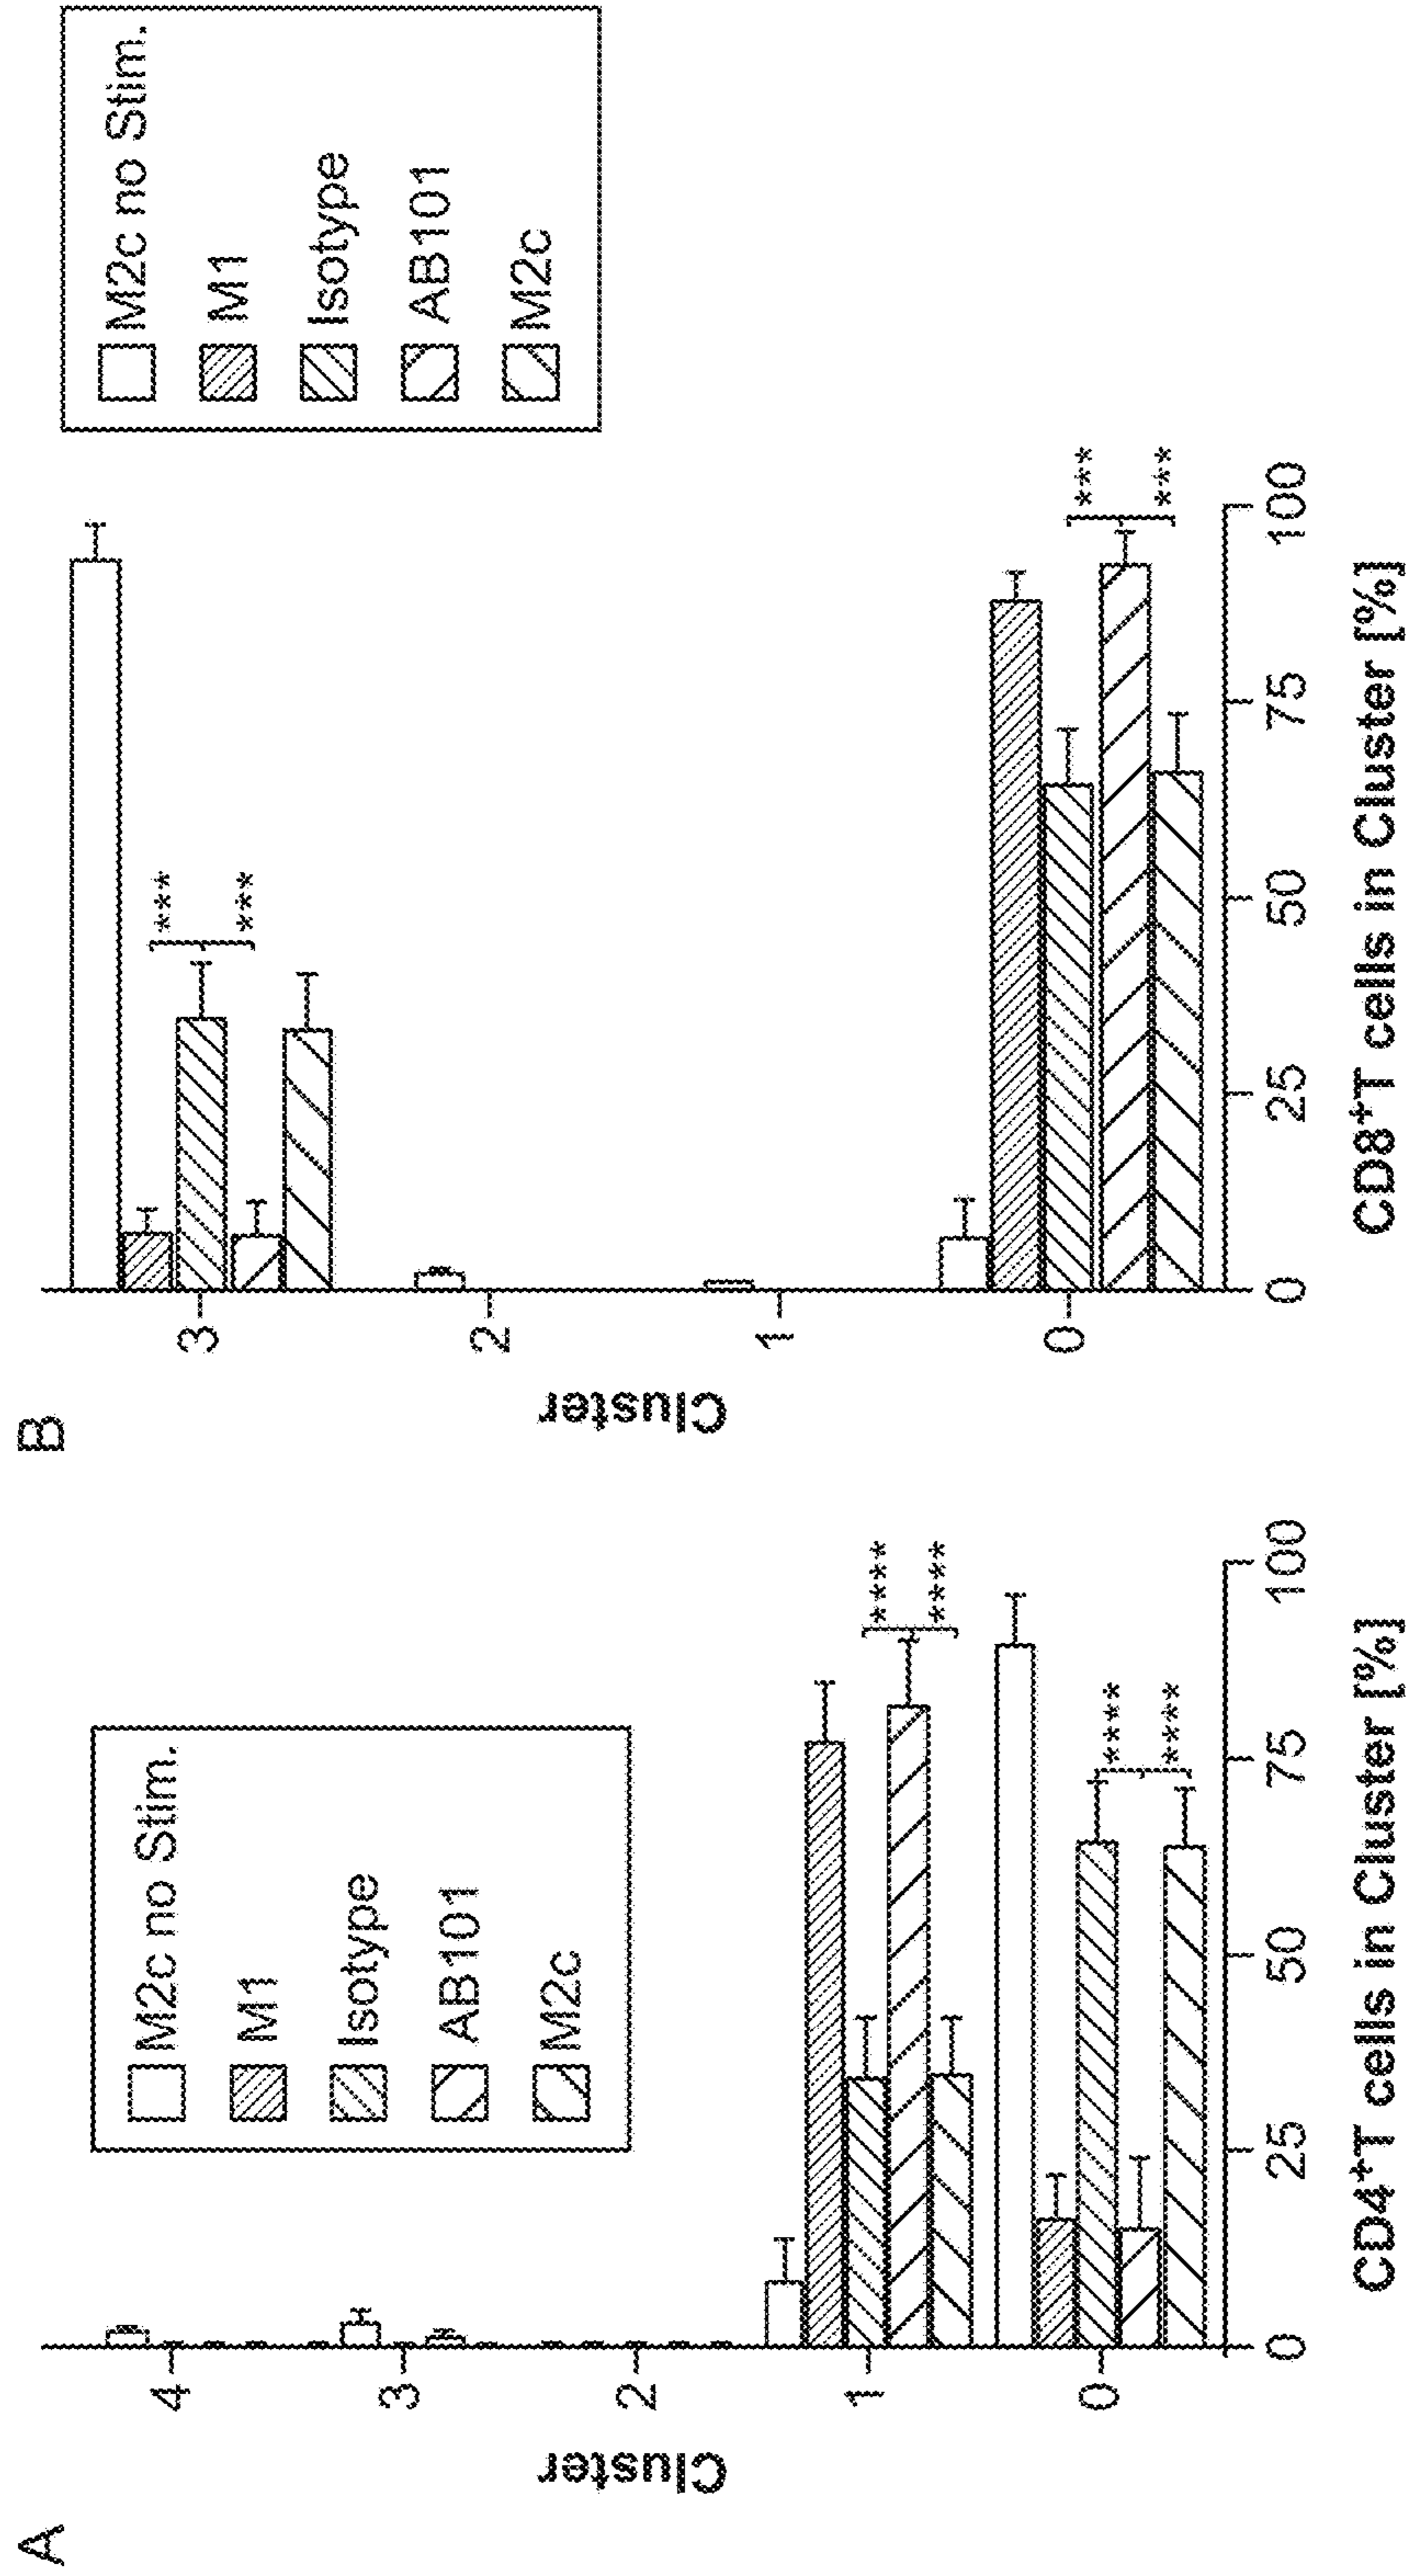 A
M2c no Stim.
M1
Isotype
AB101
M2c
Cluster
4
3
2
1
0
****
****
****
****
0 25 50 75 100
CD4⁺T cells in Cluster [%]
B
M2c no Stim.
M1
Isotype
AB101
M2c
Cluster
3
2
1
0
***
***
***
***
0 25 50 75 100
CD8⁺T cells in Cluster [%]